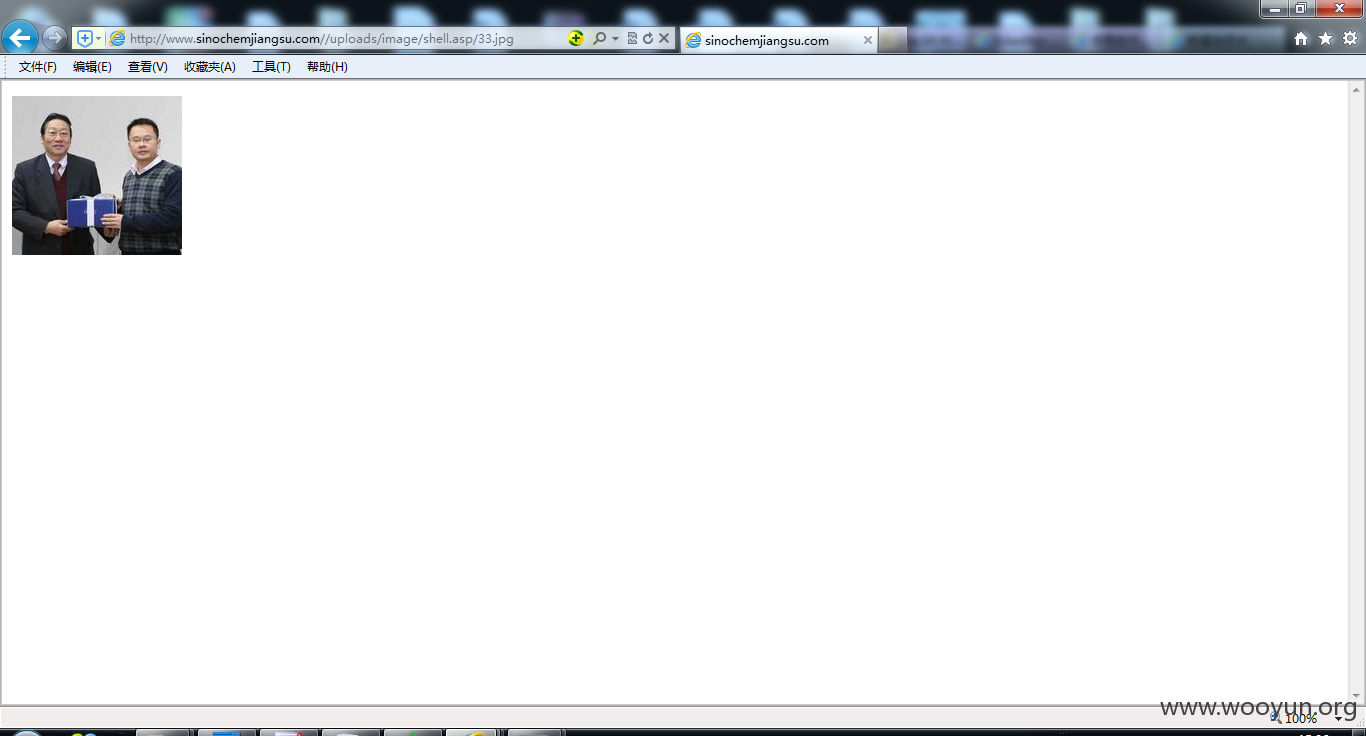 http://www.sinochemjiangsu.com//uploads/image/shell.asp/33.jpg
sinochemjiangsu.com
文件(F) 编辑(E) 查看(V) 收藏夹(A) 工具(T) 帮助(H)
www.wooyun.org
100%